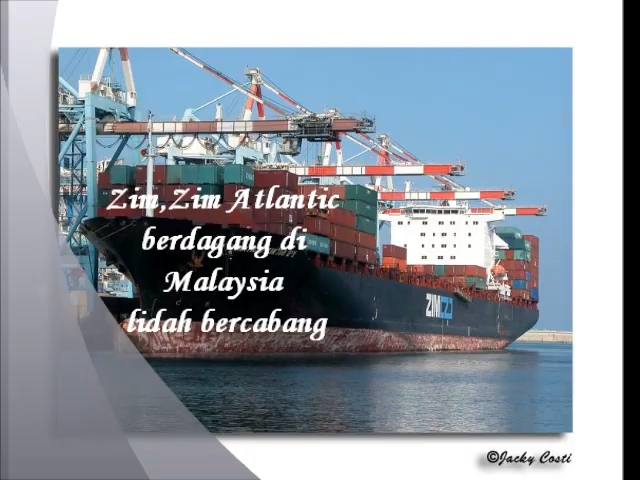 Zim,Zim Atlantic
berdagang di
Malaysia
lidah bercabang
ZIM
©Jacky Costi